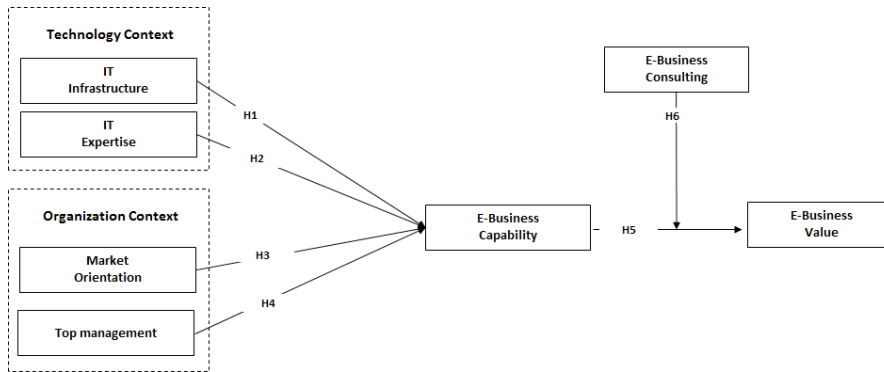 Technology Context
IT
Infrastructure
IT
Expertise
H1
H2
Organization Context
Market
Orientation
Top management
H3
H4
E-Business
Capability
H5
E-Business
Consulting
H6
E-Business
Value